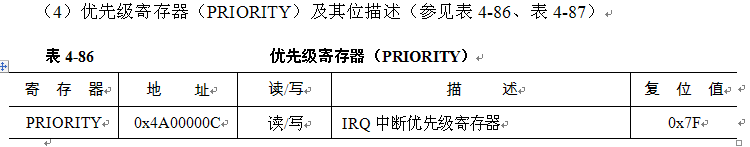 （4）优先级寄存器（PRIORITY）及其位描述（参见表 4-86、表 4-87）
表 4-86 优先级寄存器（PRIORITY）
寄 存 器 地 址 读/写 描 述 复 位 值
PRIORITY 0x4A00000C 读/写 IRQ 中断优先级寄存器 0x7F